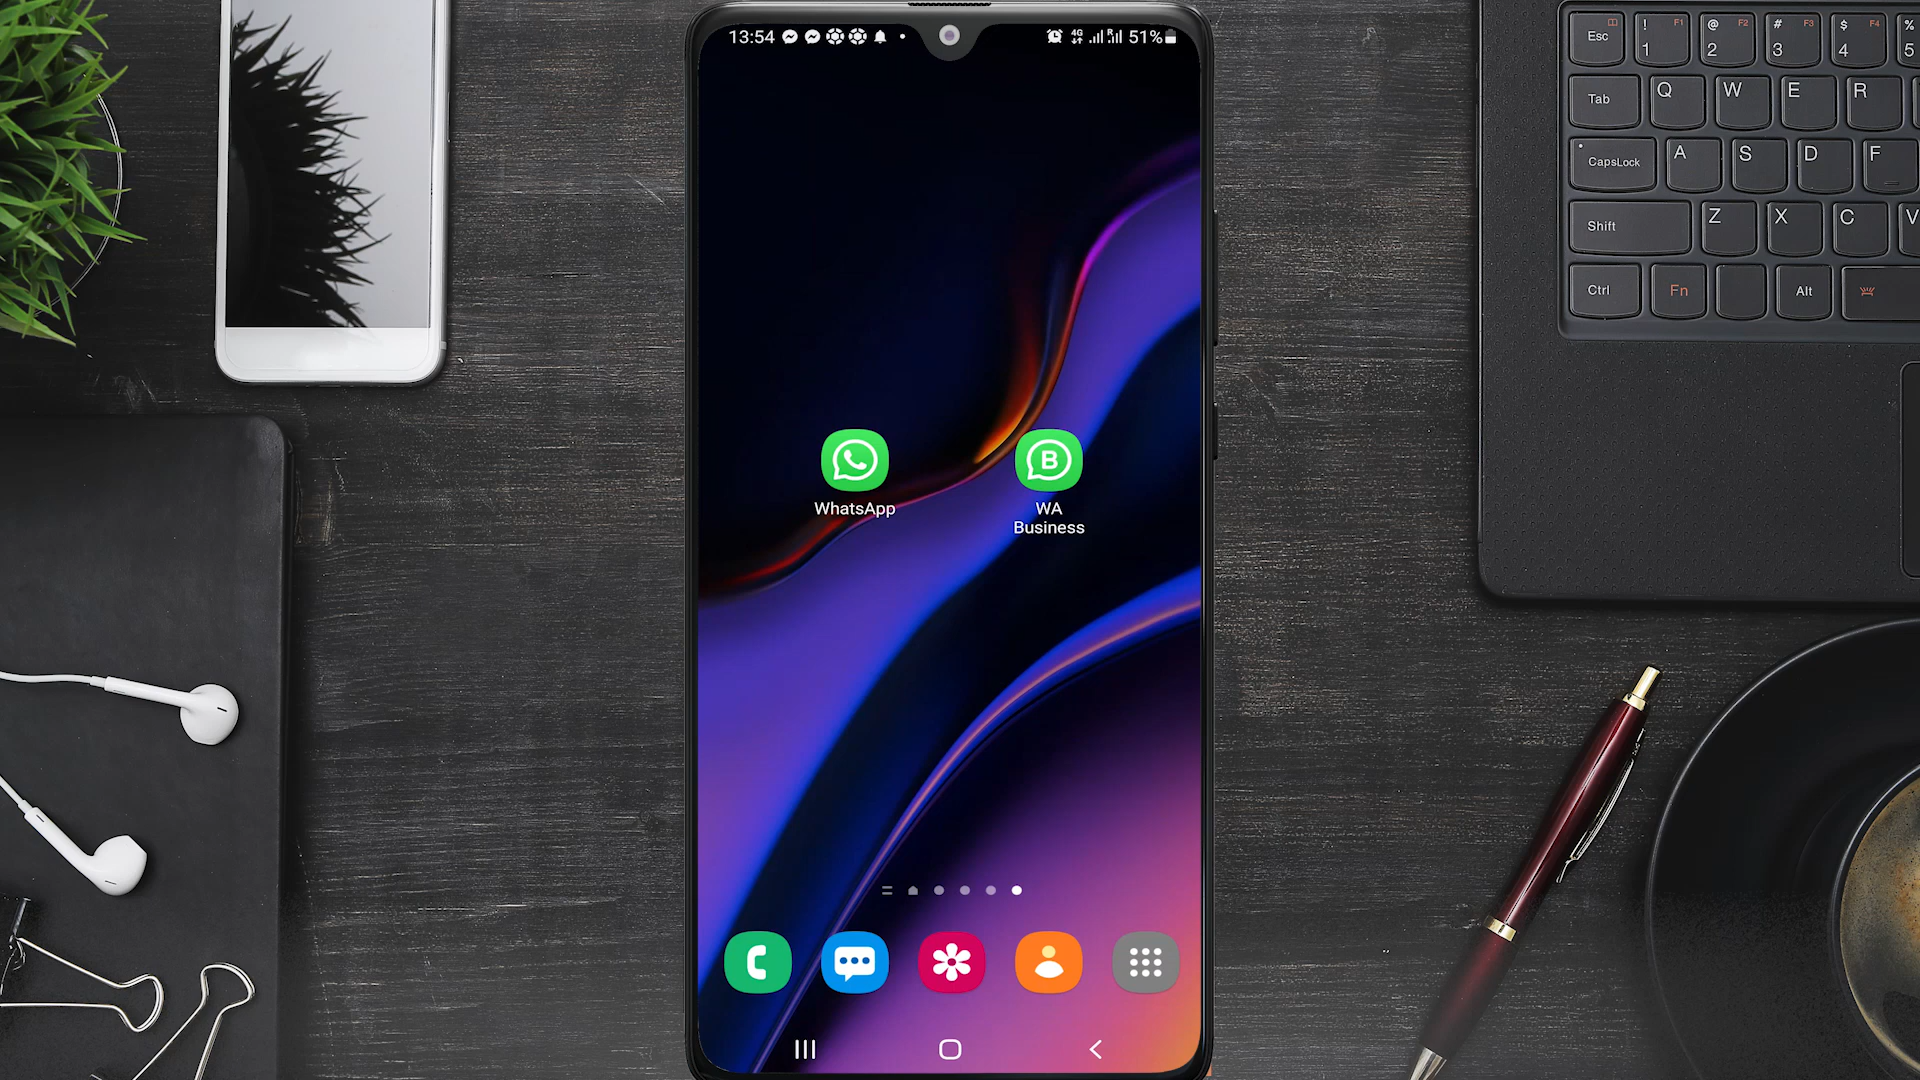 13:54
4G
R
51%
WhatsApp
B
WA
Business
Esc
! F1
1
@ F2
2
# F3
3
$ F4
4
%
5
Tab
Q
W
E
R
CapsLock
A
S
D
F
Shift
Z
X
C
V
Ctrl
Fn
Alt